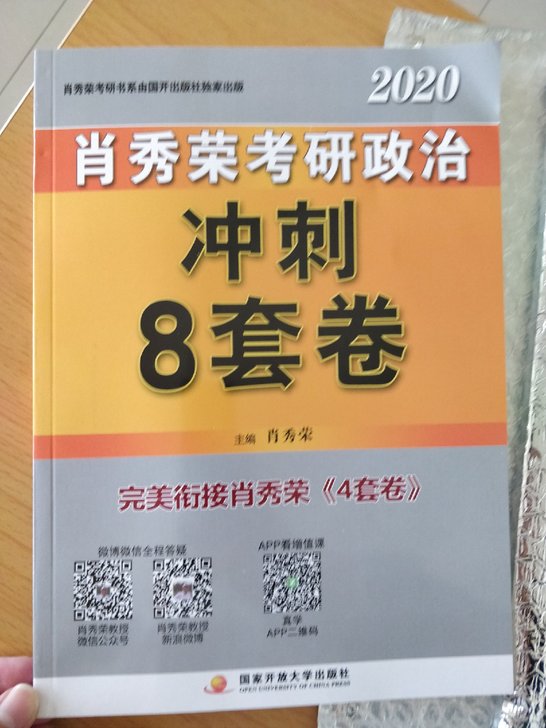 肖秀荣考研书系由国开出版社独家出版
2020
肖秀荣考研政治
冲刺
8套卷
主编 肖秀荣
完美衔接肖秀荣《4套卷》
微博微信全程答疑
APP看增值课
肖秀荣教授
微信公众号
肖秀荣教授
新浪微博
真学
APP二维码
国家开放大学出版社
OPEN UNIVERSITY OF CHINA PRESS